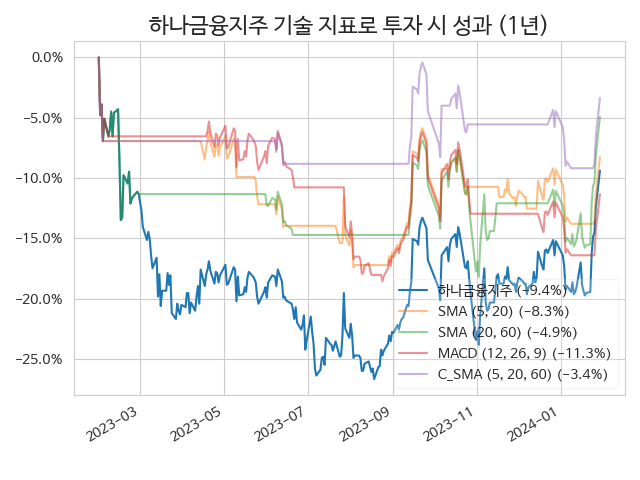 하나금융지주 기술 지표로 투자 시 성과 (1년)
0.0%
−5.0%
−10.0%
−15.0%
−20.0%
−25.0%
하나금융지주 (−9.4%)
SMA (5, 20) (−8.3%)
SMA (20, 60) (−4.9%)
MACD (12, 26, 9) (−11.3%)
C_SMA (5, 20, 60) (−3.4%)
2023-03
2023-05
2023-07
2023-09
2023-11
2024-01